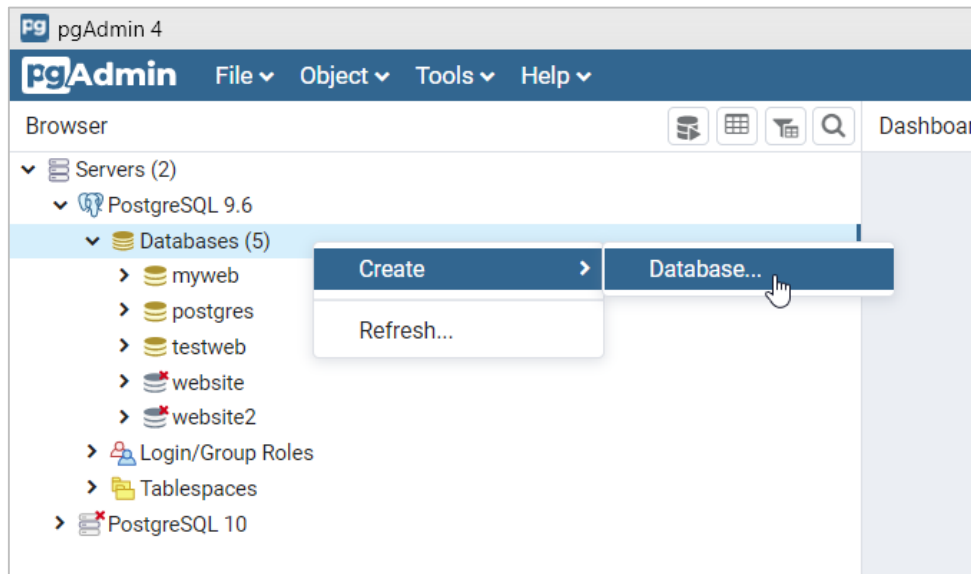 pgAdmin 4
pgAdmin File Object Tools Help
Browser Dashboar
Servers (2)
PostgreSQL 9.6
Databases (5)
Create Database...
myweb
postgres
Refresh...
testweb
website
website2
Login/Group Roles
Tablespaces
PostgreSQL 10